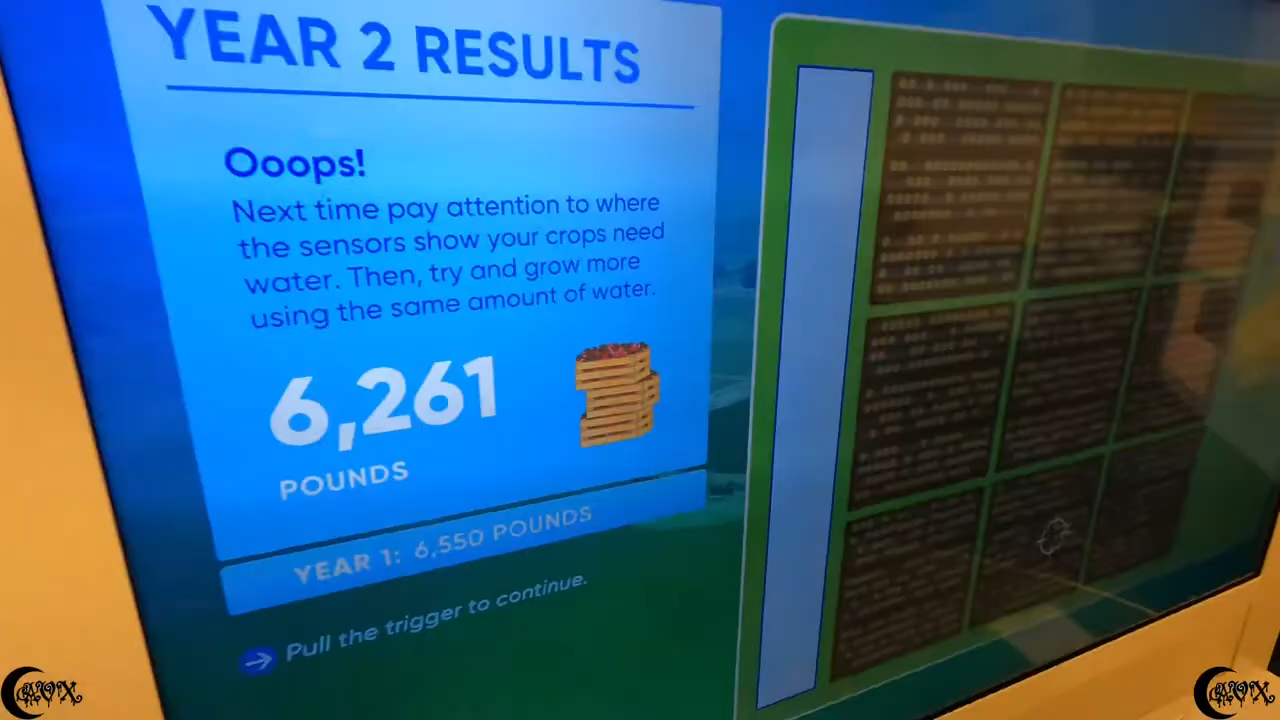 YEAR 2 RESULTS
Ooops!
Next time pay attention to where
the sensors show your crops need
water. Then, try and grow more
using the same amount of water.
6,261
POUNDS
YEAR 1: 6,550 POUNDS
Pull the trigger to continue.